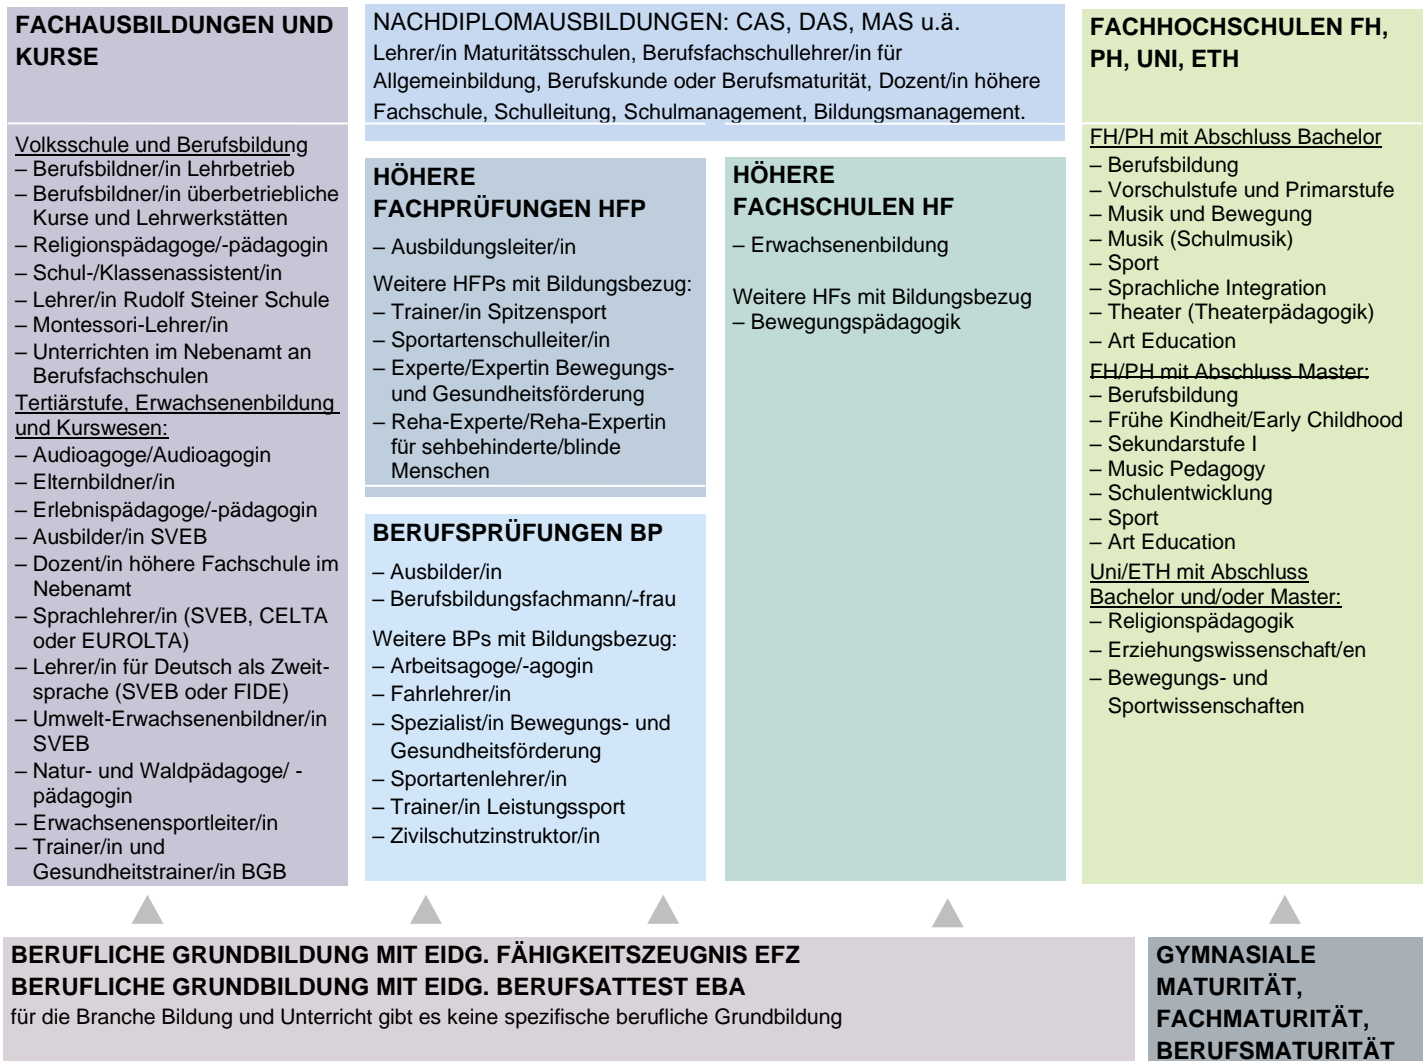 FACHAUSBILDUNGEN UND
KURSE
Volksschule und Berufsbildung
– Berufsbildner/in Lehrbetrieb
– Berufsbildner/in überbetriebliche
Kurse und Lehrwerkstätten
– Religionspädagoge/-pädagogin
– Schul-/Klassenassistent/in
– Lehrer/in Rudolf Steiner Schule
– Montessori-Lehrer/in
– Unterrichten im Nebenamt an
Berufsfachschulen
Tertiärstufe, Erwachsenenbildung
und Kurswesen:
– Audioagoge/Audioagogin
– Elternbildner/in
– Erlebnispädagoge/-pädagogin
– Ausbilder/in SVEB
– Dozent/in höhere Fachschule im
Nebenamt
– Sprachlehrer/in (SVEB, CELTA
oder EUROLTA)
– Lehrer/in für Deutsch als Zweit-
sprache (SVEB oder FIDE)
– Umwelt-Erwachsenenbildner/in
SVEB
– Natur- und Waldpädagoge/ -
pädagogin
– Erwachsenensportleiter/in
– Trainer/in und
Gesundheitstrainer/in BGB
NACHDIPLOMAUSBILDUNGEN: CAS, DAS, MAS u.ä.
Lehrer/in Maturitätsschulen, Berufsfachschullehrer/in für
Allgemeinbildung, Berufskunde oder Berufsmaturität, Dozent/in höhere
Fachschule, Schulleitung, Schulmanagement, Bildungsmanagement.
HÖHERE
FACHPRÜFUNGEN HFP
– Ausbildungsleiter/in
Weitere HFPs mit Bildungsbezug:
– Trainer/in Spitzensport
– Sportartenschulleiter/in
– Experte/Expertin Bewegungs-
und Gesundheitsförderung
– Reha-Experte/Reha-Expertin
für sehbehinderte/blinde
Menschen
BERUFSPRÜFUNGEN BP
– Ausbilder/in
– Berufsbildungsfachmann/-frau
Weitere BPs mit Bildungsbezug:
– Arbeitsagoge/-agogin
– Fahrlehrer/in
– Spezialist/in Bewegungs- und
Gesundheitsförderung
– Sportartenlehrer/in
– Trainer/in Leistungssport
– Zivilschutzinstruktor/in
HÖHERE
FACHSCHULEN HF
– Erwachsenenbildung
Weitere HFs mit Bildungsbezug
– Bewegungspädagogik
FACHHOCHSCHULEN FH,
PH, UNI, ETH
FH/PH mit Abschluss Bachelor
– Berufsbildung
– Vorschulstufe und Primarstufe
– Musik und Bewegung
– Musik (Schulmusik)
– Sport
– Sprachliche Integration
– Theater (Theaterpädagogik)
– Art Education
FH/PH mit Abschluss Master:
– Berufsbildung
– Frühe Kindheit/Early Childhood
– Sekundarstufe I
– Music Pedagogy
– Schulentwicklung
– Sport
– Art Education
Uni/ETH mit Abschluss
Bachelor und/oder Master:
– Religionspädagogik
– Erziehungswissenschaft/en
– Bewegungs- und
Sportwissenschaften
BERUFLICHE GRUNDBILDUNG MIT EIDG. FÄHIGKEITSZEUGNIS EFZ
BERUFLICHE GRUNDBILDUNG MIT EIDG. BERUFSATTEST EBA
für die Branche Bildung und Unterricht gibt es keine spezifische berufliche Grundbildung
GYMNASIALE
MATURITÄT,
FACHMATURITÄT,
BERUFSMATURITÄT